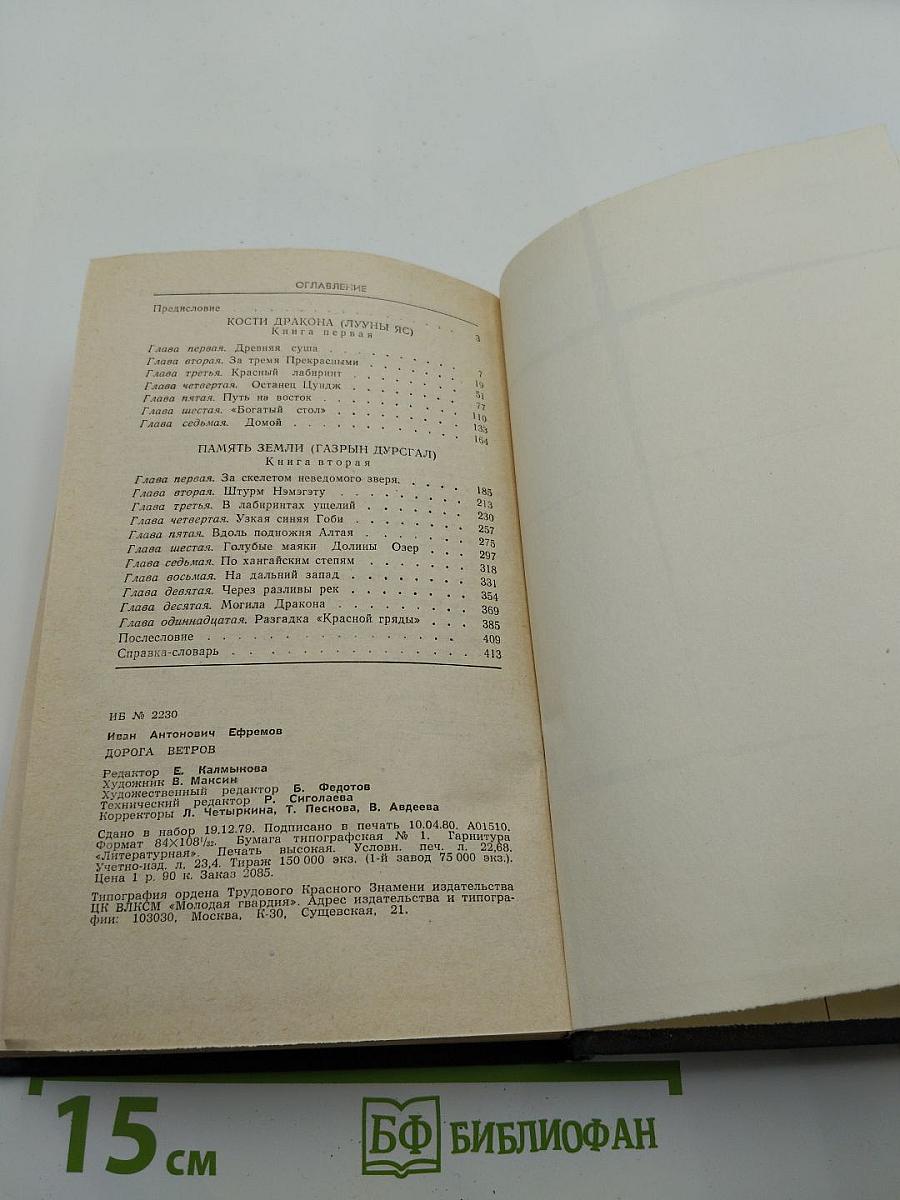 ОГЛАВЛЕНИЕ
Предисловие . . . . . . . . . . 3
КОСТИ ДРАКОНА (ЛУУНЫ ЯС)
Книга первая
Глава первая. Древняя суша . . . . . . 7
Глава вторая. За тремя Прекрасными . . . . 19
Глава третья. Красный лабиринт . . . . . 51
Глава четвертая. Останец Цундж . . . . . 77
Глава пятая. Путь на восток . . . . . . 110
Глава шестая. «Богатый стол» . . . . . . 133
Глава седьмая. Домой . . . . . . . 164
ПАМЯТЬ ЗЕМЛИ (ГАЗРЫН ДУРСГАЛ)
Книга вторая
Глава первая. За скелетом неведомого зверя. . . . 185
Глава вторая. Штурм Нэмэгэту . . . . . . 213
Глава третья. В лабиринтах ущелий . . . . . 230
Глава четвертая. Узкая синяя Гоби . . . . . 257
Глава пятая. Вдоль подножия Алтая . . . . . 275
Глава шестая. Голубые маяки Долины Озер . . . 297
Глава седьмая. По хангайским степям . . . . . 318
Глава восьмая. На дальний запад . . . . . . 331
Глава девятая. Через разливы рек . . . . . . 354
Глава десятая. Могила Дракона . . . . . . 369
Глава одиннадцатая. Разгадка «Красной гряды» . . . 385
Послесловие . . . . . . . . . . 409
Справка-словарь . . . . . . . . . . 413
ИБ № 2230
Иван Антонович Ефремов
ДОРОГА ВЕТРОВ
Редактор Е. Калмыкова
Художник В. Максин
Художественный редактор Б. Федотов
Технический редактор Р. Сиголаева
Корректоры Л. Четыркина, Т. Пескова, В. Авдеева
Сдано в набор 19.12.79. Подписано в печать 10.04.80. А01510.
Формат 84×108¹/₃₂. Бумага типографская № 1. Гарнитура
«Литературная». Печать высокая. Условн. печ. л. 22,68.
Учетно-изд. л. 23,4. Тираж 150 000 экз. (1-й завод 75 000 экз.).
Цена 1 р. 90 к. Заказ 2085.
Типография ордена Трудового Красного Знамени издательства
ЦК ВЛКСМ «Молодая гвардия». Адрес издательства и типогра-
фии: 103030, Москва, К-30, Сущевская, 21.
15 см
БФ БИБЛИОФАН